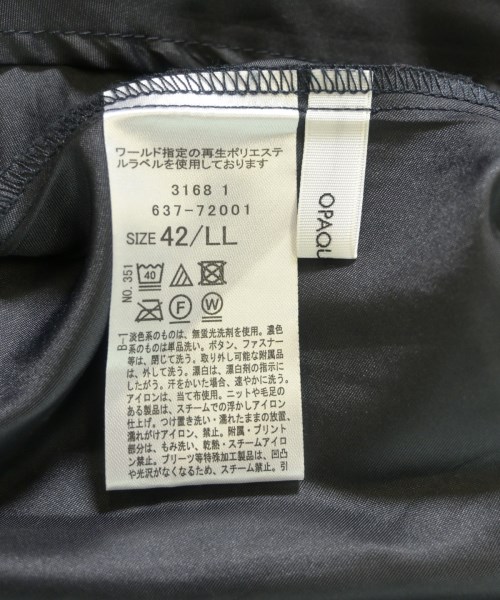 ワールド指定の再生ポリエステ
ルラベルを使用しております
3168 1
637-72001
SIZE 42/LL
NO. 351
40
F
W
B-1
淡色系のものは、無蛍光洗剤を使用。濃色
系のものは単品洗い。ボタン、ファスナー
等は、閉じて洗う。取り外し可能な附属品
は、外して洗う。漂白は、漂白剤の指示に
したがう。汗をかいた場合、速やかに洗う。
アイロンは、当て布使用。ニットや毛足の
ある製品は、スチームでの浮かしアイロン
仕上げ。つけ置き洗い・濡れたままの放置、
濡れがけアイロン、禁止。附属・プリント
部分は、もみ洗い、乾熱・スチームアイロ
ン禁止。プリーツ等特殊加工製品は、凹凸
や光沢がなくなるため、スチーム禁止。引
OPAQU